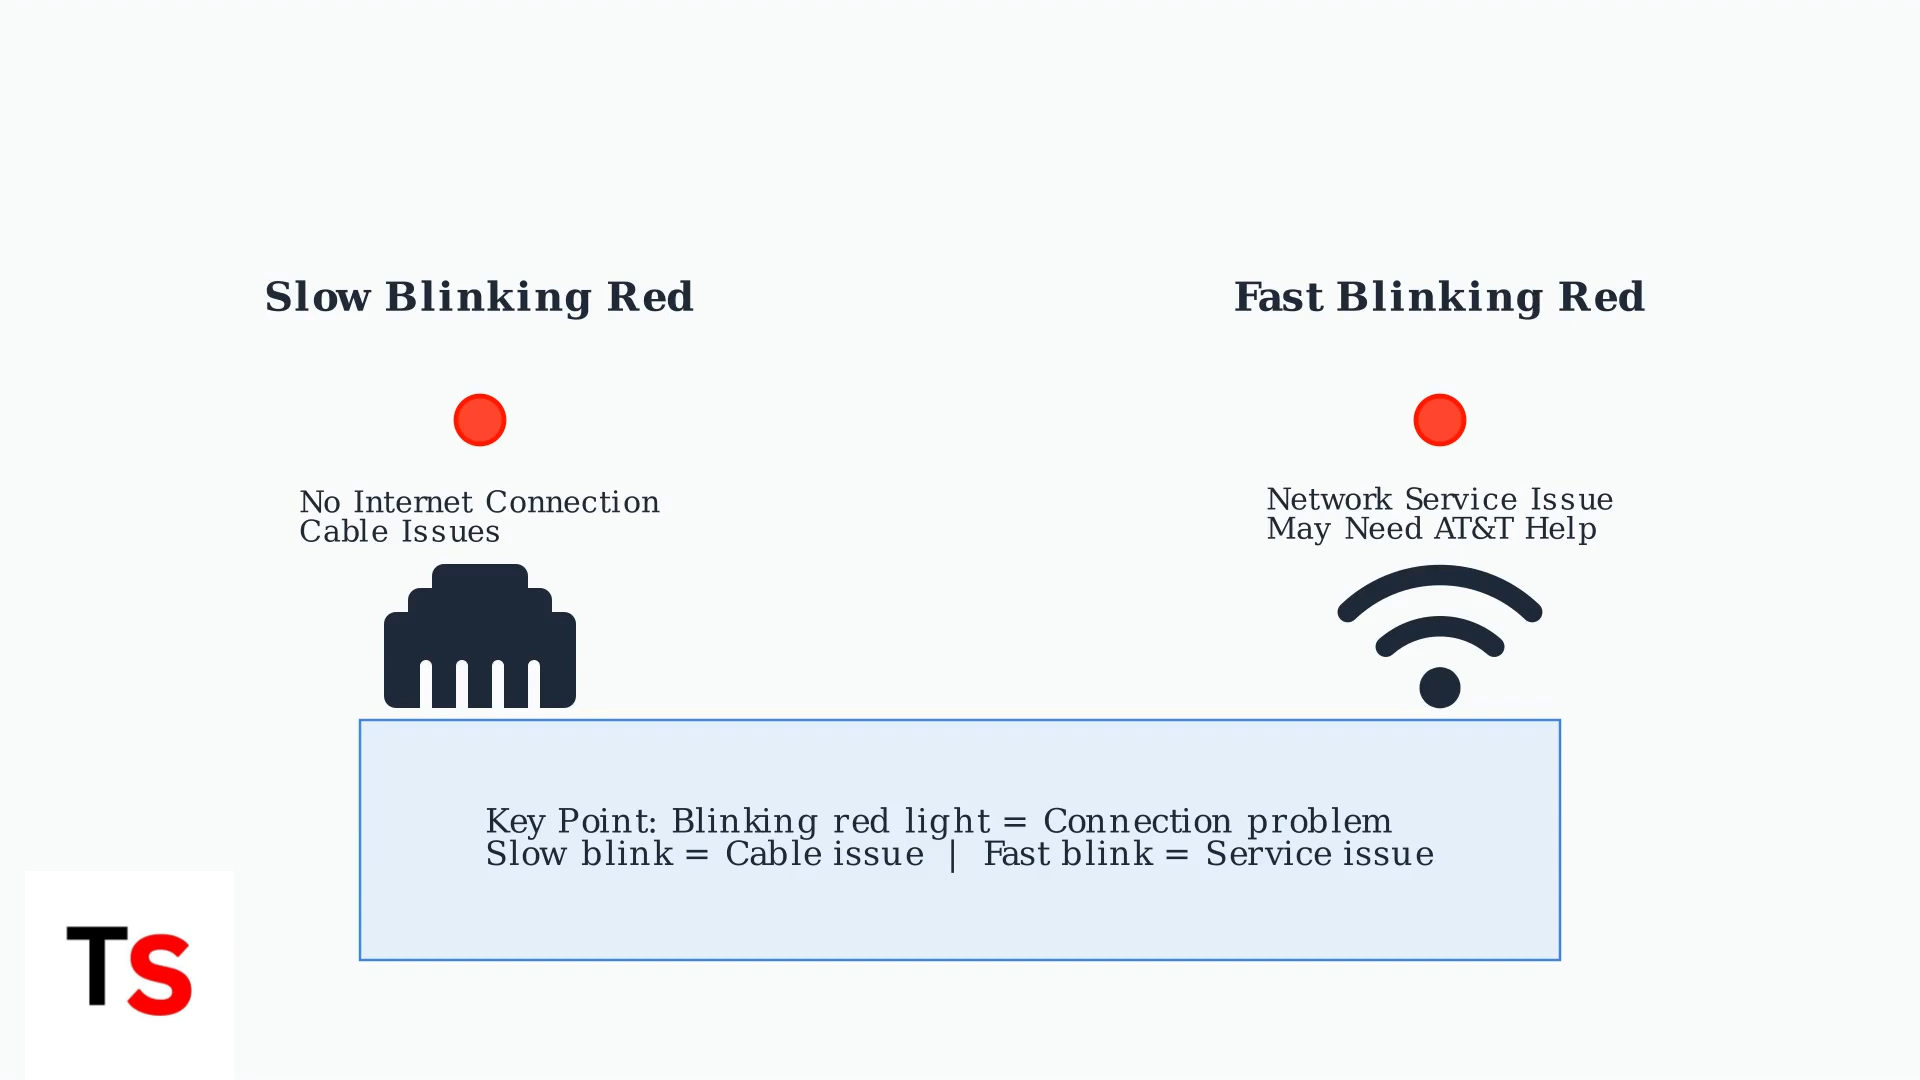 Slow Blinking Red
Fast Blinking Red
No Internet Connection
Cable Issues
Network Service Issue
May Need AT&T Help
Key Point: Blinking red light = Connection problem
Slow blink = Cable issue | Fast blink = Service issue
TS